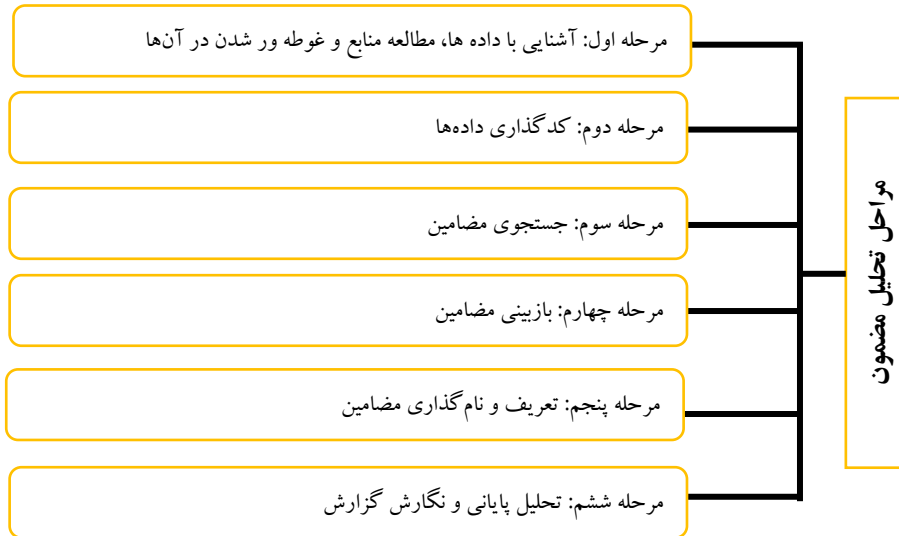 مراحل تحلیل مضمون
مرحله اول: آشنایی با داده ها، مطالعه منابع و غوطه ور شدن در آن‌ها
مرحله دوم: کدگذاری داده‌ها
مرحله سوم: جستجوی مضامین
مرحله چهارم: بازبینی مضامین
مرحله پنجم: تعریف و نام‌گذاری مضامین
مرحله ششم: تحلیل پایانی و نگارش گزارش